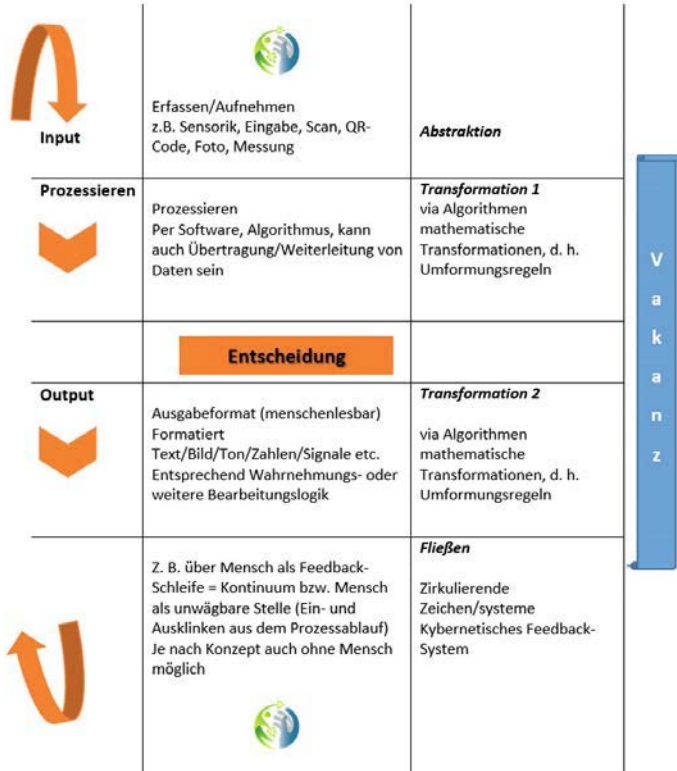 Input
Erfassen/Aufnehmen
z.B. Sensorik, Eingabe, Scan, QR-
Code, Foto, Messung
Abstraktion
Prozessieren
Prozessieren
Per Software, Algorithmus, kann
auch Übertragung/Weiterleitung von
Daten sein
Transformation 1
via Algorithmen
mathematische
Transformationen, d. h.
Umformungsregeln
Entscheidung
Output
Ausgabeformat (menschenlesbar)
Formatiert
Text/Bild/Ton/Zahlen/Signale etc.
Entsprechend Wahrnehmungs- oder
weitere Bearbeitungslogik
Transformation 2
via Algorithmen
mathematische
Transformationen, d. h.
Umformungsregeln
Z. B. über Mensch als Feedback-
Schleife = Kontinuum bzw. Mensch
als unwägbare Stelle (Ein- und
Ausklinken aus dem Prozessablauf)
Je nach Konzept auch ohne Mensch
möglich
Fließen
Zirkulierende
Zeichen/systeme
Kybernetisches Feedback-
System
V
a
k
a
n
z